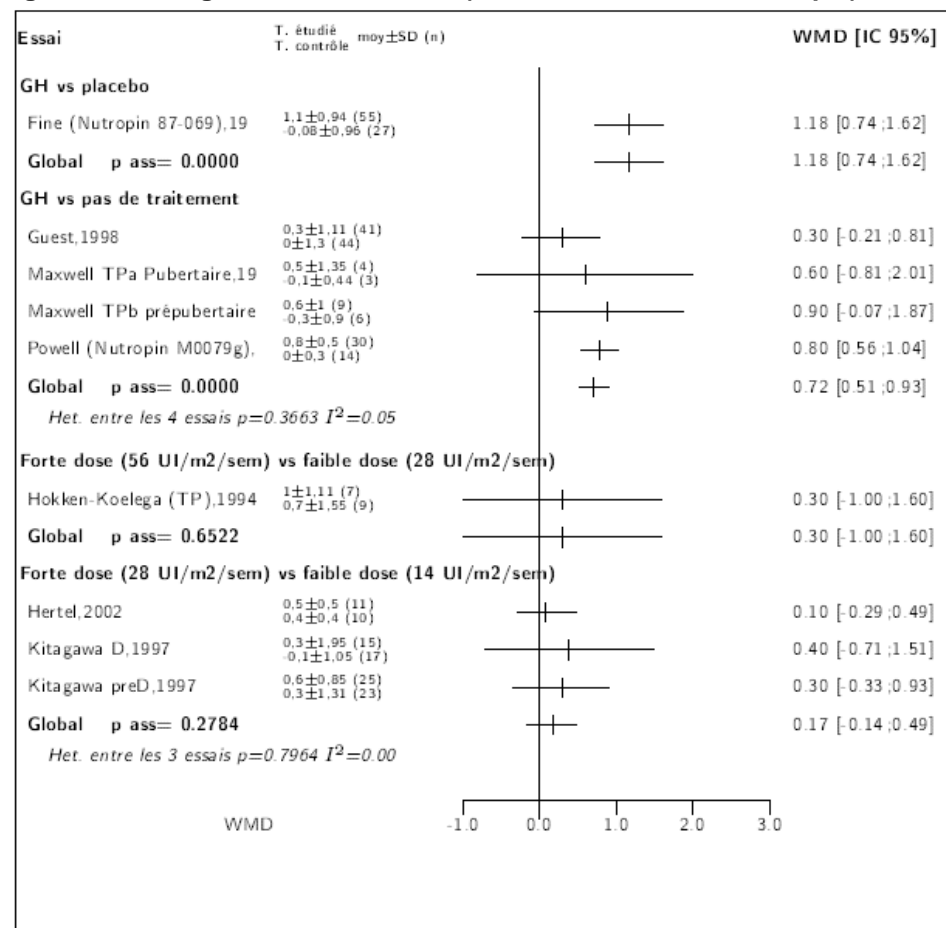 Essai T. étudié moy±SD (n) WMD [IC 95%]
T. contrôle
GH vs placebo
Fine (Nutropin 87-069),19 1,1±0,94 (55) 1.18 [0.74 ;1.62]
-0,08±0,96 (27)
Global p ass= 0.0000 1.18 [0.74 ;1.62]
GH vs pas de traitement
Guest,1998 0,3±1,11 (41) 0.30 [-0.21 ;0.81]
0±1,3 (44)
Maxwell TPa Pubertaire,19 0,5±1,35 (4) 0.60 [-0.81 ;2.01]
-0,1±0,44 (3)
Maxwell TPb prépubertaire 0,6±1 (9) 0.90 [-0.07 ;1.87]
-0,3±0,9 (6)
Powell (Nutropin M0079g), 0,8±0,5 (30) 0.80 [0.56 ;1.04]
0±0,3 (14)
Global p ass= 0.0000 0.72 [0.51 ;0.93]
Het. entre les 4 essais p=0.3663 I²=0.05
Forte dose (56 UI/m2/sem) vs faible dose (28 UI/m2/sem)
Hokken-Koelega (TP),1994 1±1,11 (7) 0.30 [-1.00 ;1.60]
0,7±1,55 (9)
Global p ass= 0.6522 0.30 [-1.00 ;1.60]
Forte dose (28 UI/m2/sem) vs faible dose (14 UI/m2/sem)
Hertel,2002 0,5±0,5 (11) 0.10 [-0.29 ;0.49]
0,4±0,4 (10)
Kitagawa D,1997 0,3±1,95 (15) 0.40 [-0.71 ;1.51]
-0,1±1,05 (17)
Kitagawa preD,1997 0,6±0,85 (25) 0.30 [-0.33 ;0.93]
0,3±1,31 (23)
Global p ass= 0.2784 0.17 [-0.14 ;0.49]
Het. entre les 3 essais p=0.7964 I²=0.00
WMD -1.0 0.0 1.0 2.0 3.0